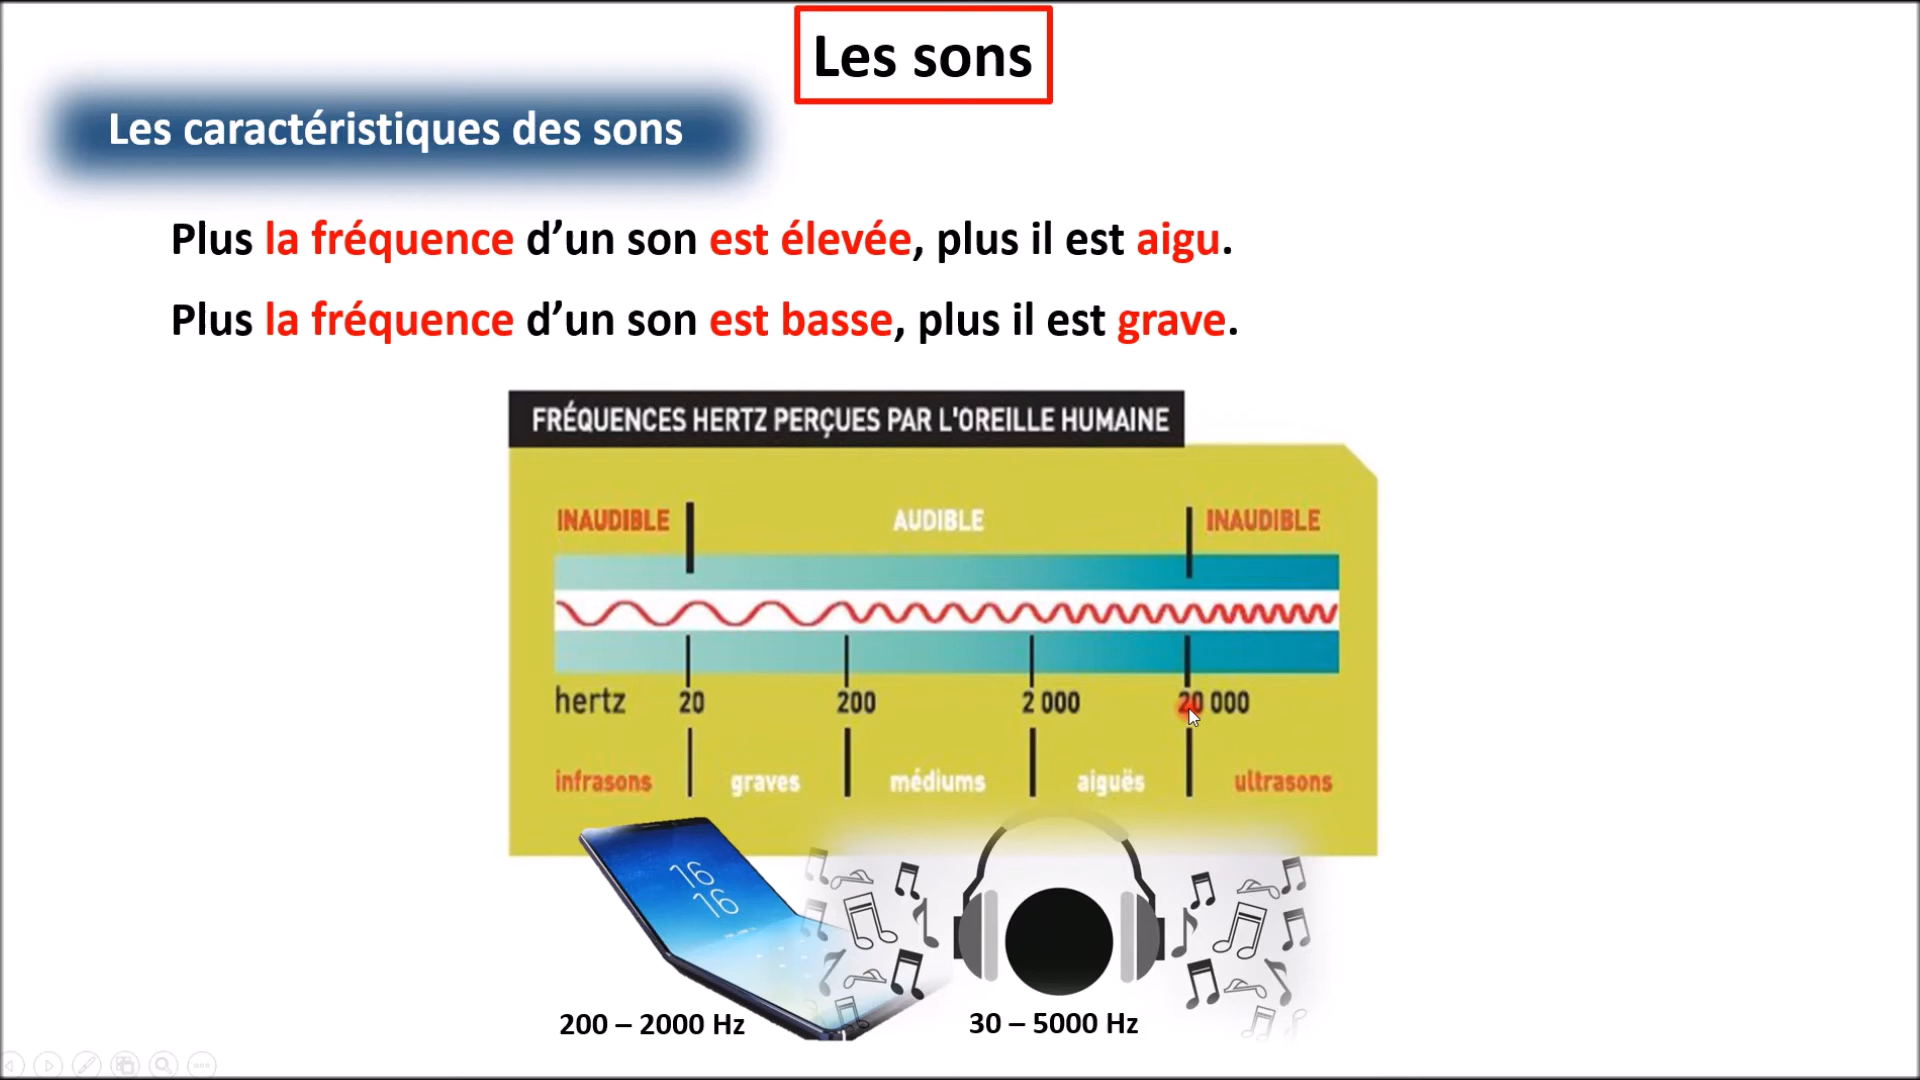 Les sons
Les caractéristiques des sons
Plus la fréquence d’un son est élevée, plus il est aigu.
Plus la fréquence d’un son est basse, plus il est grave.
FRÉQUENCES HERTZ PERÇUES PAR L'OREILLE HUMAINE
INAUDIBLE AUDIBLE INAUDIBLE
hertz 20 200 2 000 20 000
infrasons graves médiums aiguës ultrasons
16
16
200 – 2000 Hz 30 – 5000 Hz